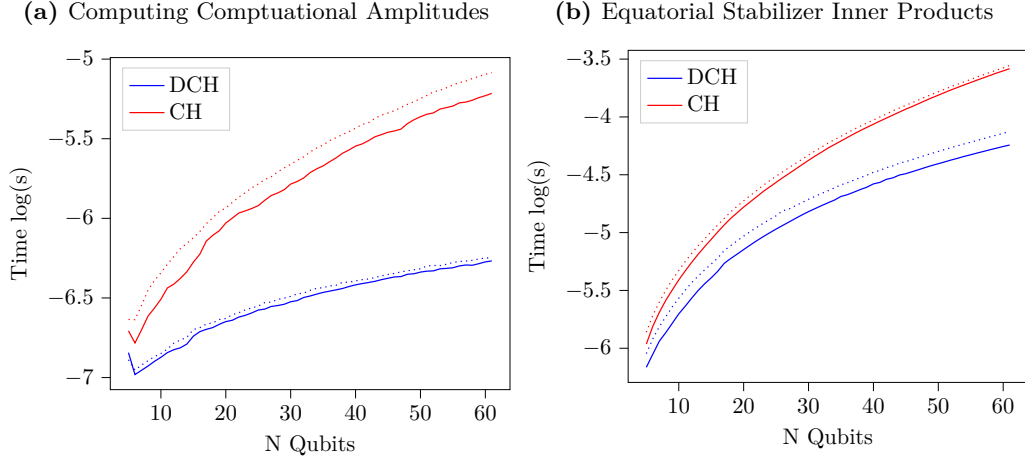 (a) Computing Comptuational Amplitudes
−5
−5.5
−6
−6.5
−7
Time log(s)
DCH
CH
10 20 30 40 50 60
N Qubits
(b) Equatorial Stabilizer Inner Products
−3.5
−4
−4.5
−5
−5.5
−6
Time log(s)
DCH
CH
10 20 30 40 50 60
N Qubits